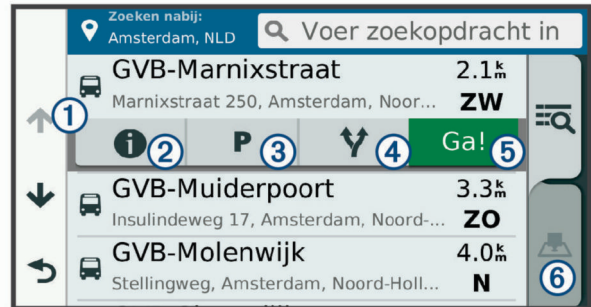 Zoeken nabij:
Amsterdam, NLD
Voer zoekopdracht in
GVB-Marnixstraat 2.1 km
Marnixstraat 250, Amsterdam, Noor... ZW
1
i 2 P 3 4 Ga! 5
GVB-Muiderpoort 3.3 km
Insulindeweg 17, Amsterdam, Noord-... ZO
GVB-Molenwijk 4.0 km
Stellingweg, Amsterdam, Noord-Holl... N
6